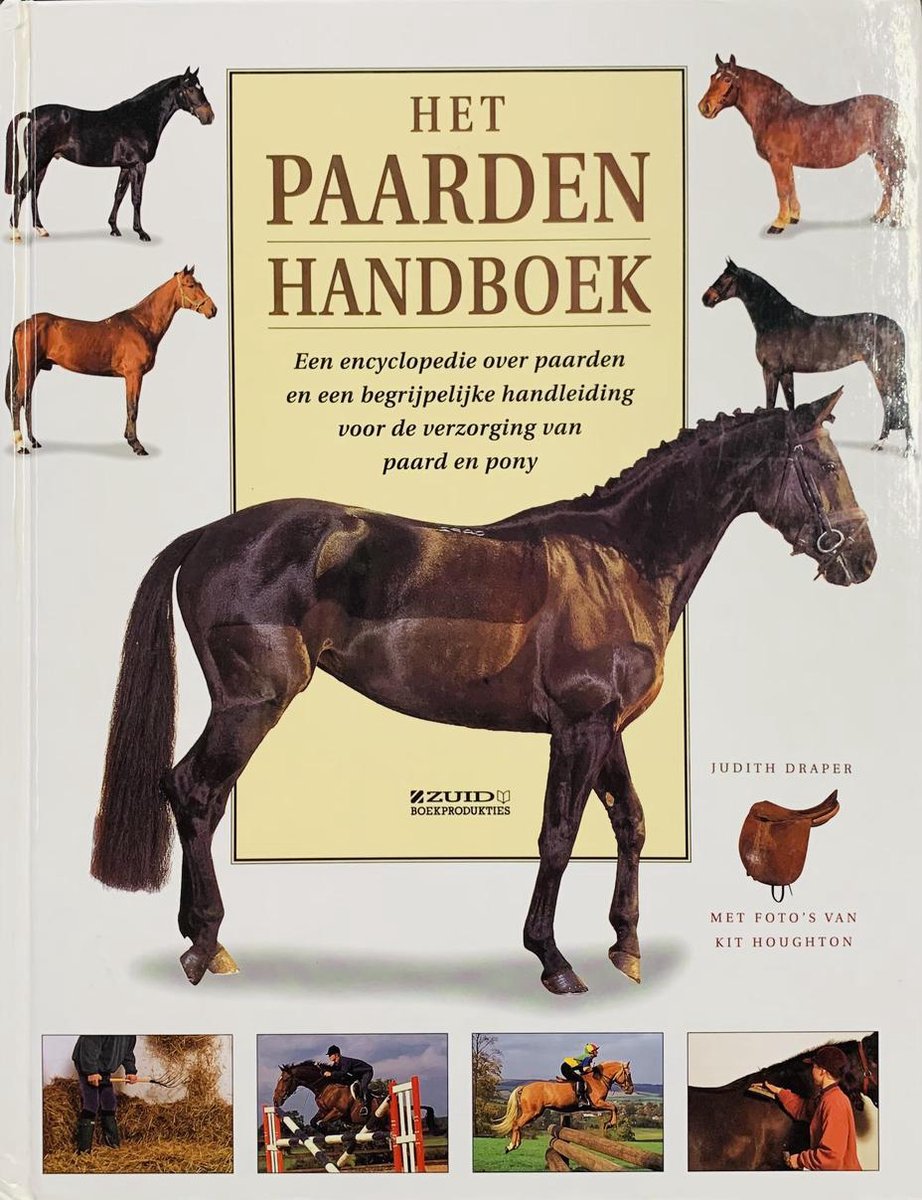 HET
PAARDEN
HANDBOEK
Een encyclopedie over paarden
en een begrijpelijke handleiding
voor de verzorging van
paard en pony
ZUID
BOEKPRODUKTIES
JUDITH DRAPER
MET FOTO'S VAN
KIT HOUGHTON